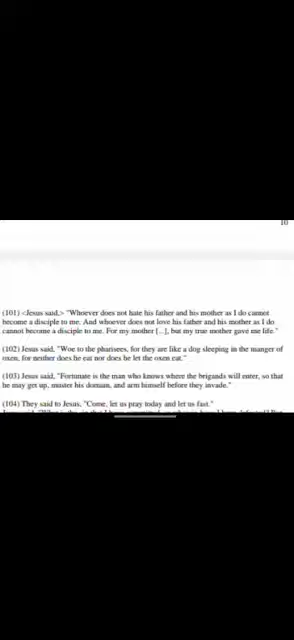 10
(101) <Jesus said,> "Whoever does not hate his father and his mother as I do cannot
become a disciple to me. And whoever does not love his father and his mother as I do
cannot become a disciple to me. For my mother [...], but my true mother gave me life."
(102) Jesus said, "Woe to the pharisees, for they are like a dog sleeping in the manger of
oxen, for neither does he eat nor does he let the oxen eat."
(103) Jesus said, "Fortunate is the man who knows where the brigands will enter, so that
he may get up, muster his domain, and arm himself before they invade."
(104) They said to Jesus, "Come, let us pray today and let us fast."